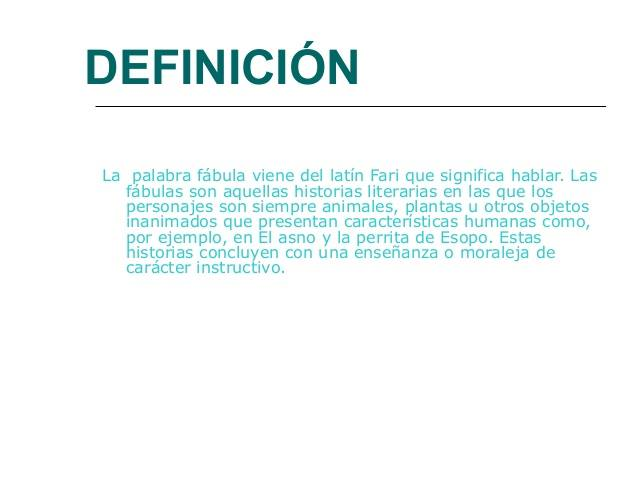 DEFINICIÓN
La palabra fábula viene del latín Fari que significa hablar. Las
fábulas son aquellas historias literarias en las que los
personajes son siempre animales, plantas u otros objetos
inanimados que presentan características humanas como,
por ejemplo, en El asno y la perrita de Esopo. Estas
historias concluyen con una enseñanza o moraleja de
carácter instructivo.